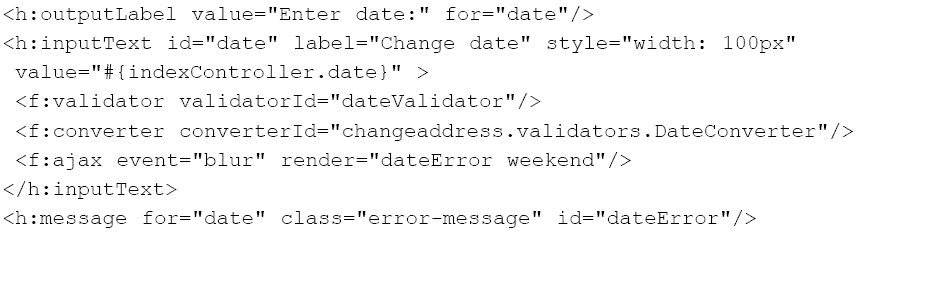 <h:outputLabel value="Enter date:" for="date"/>
<h:inputText id="date" label="Change date" style="width: 100px"
 value="#{indexController.date}" >
 <f:validator validatorId="dateValidator"/>
 <f:converter converterId="changeaddress.validators.DateConverter"/>
 <f:ajax event="blur" render="dateError weekend"/>
</h:inputText>
<h:message for="date" class="error-message" id="dateError"/>